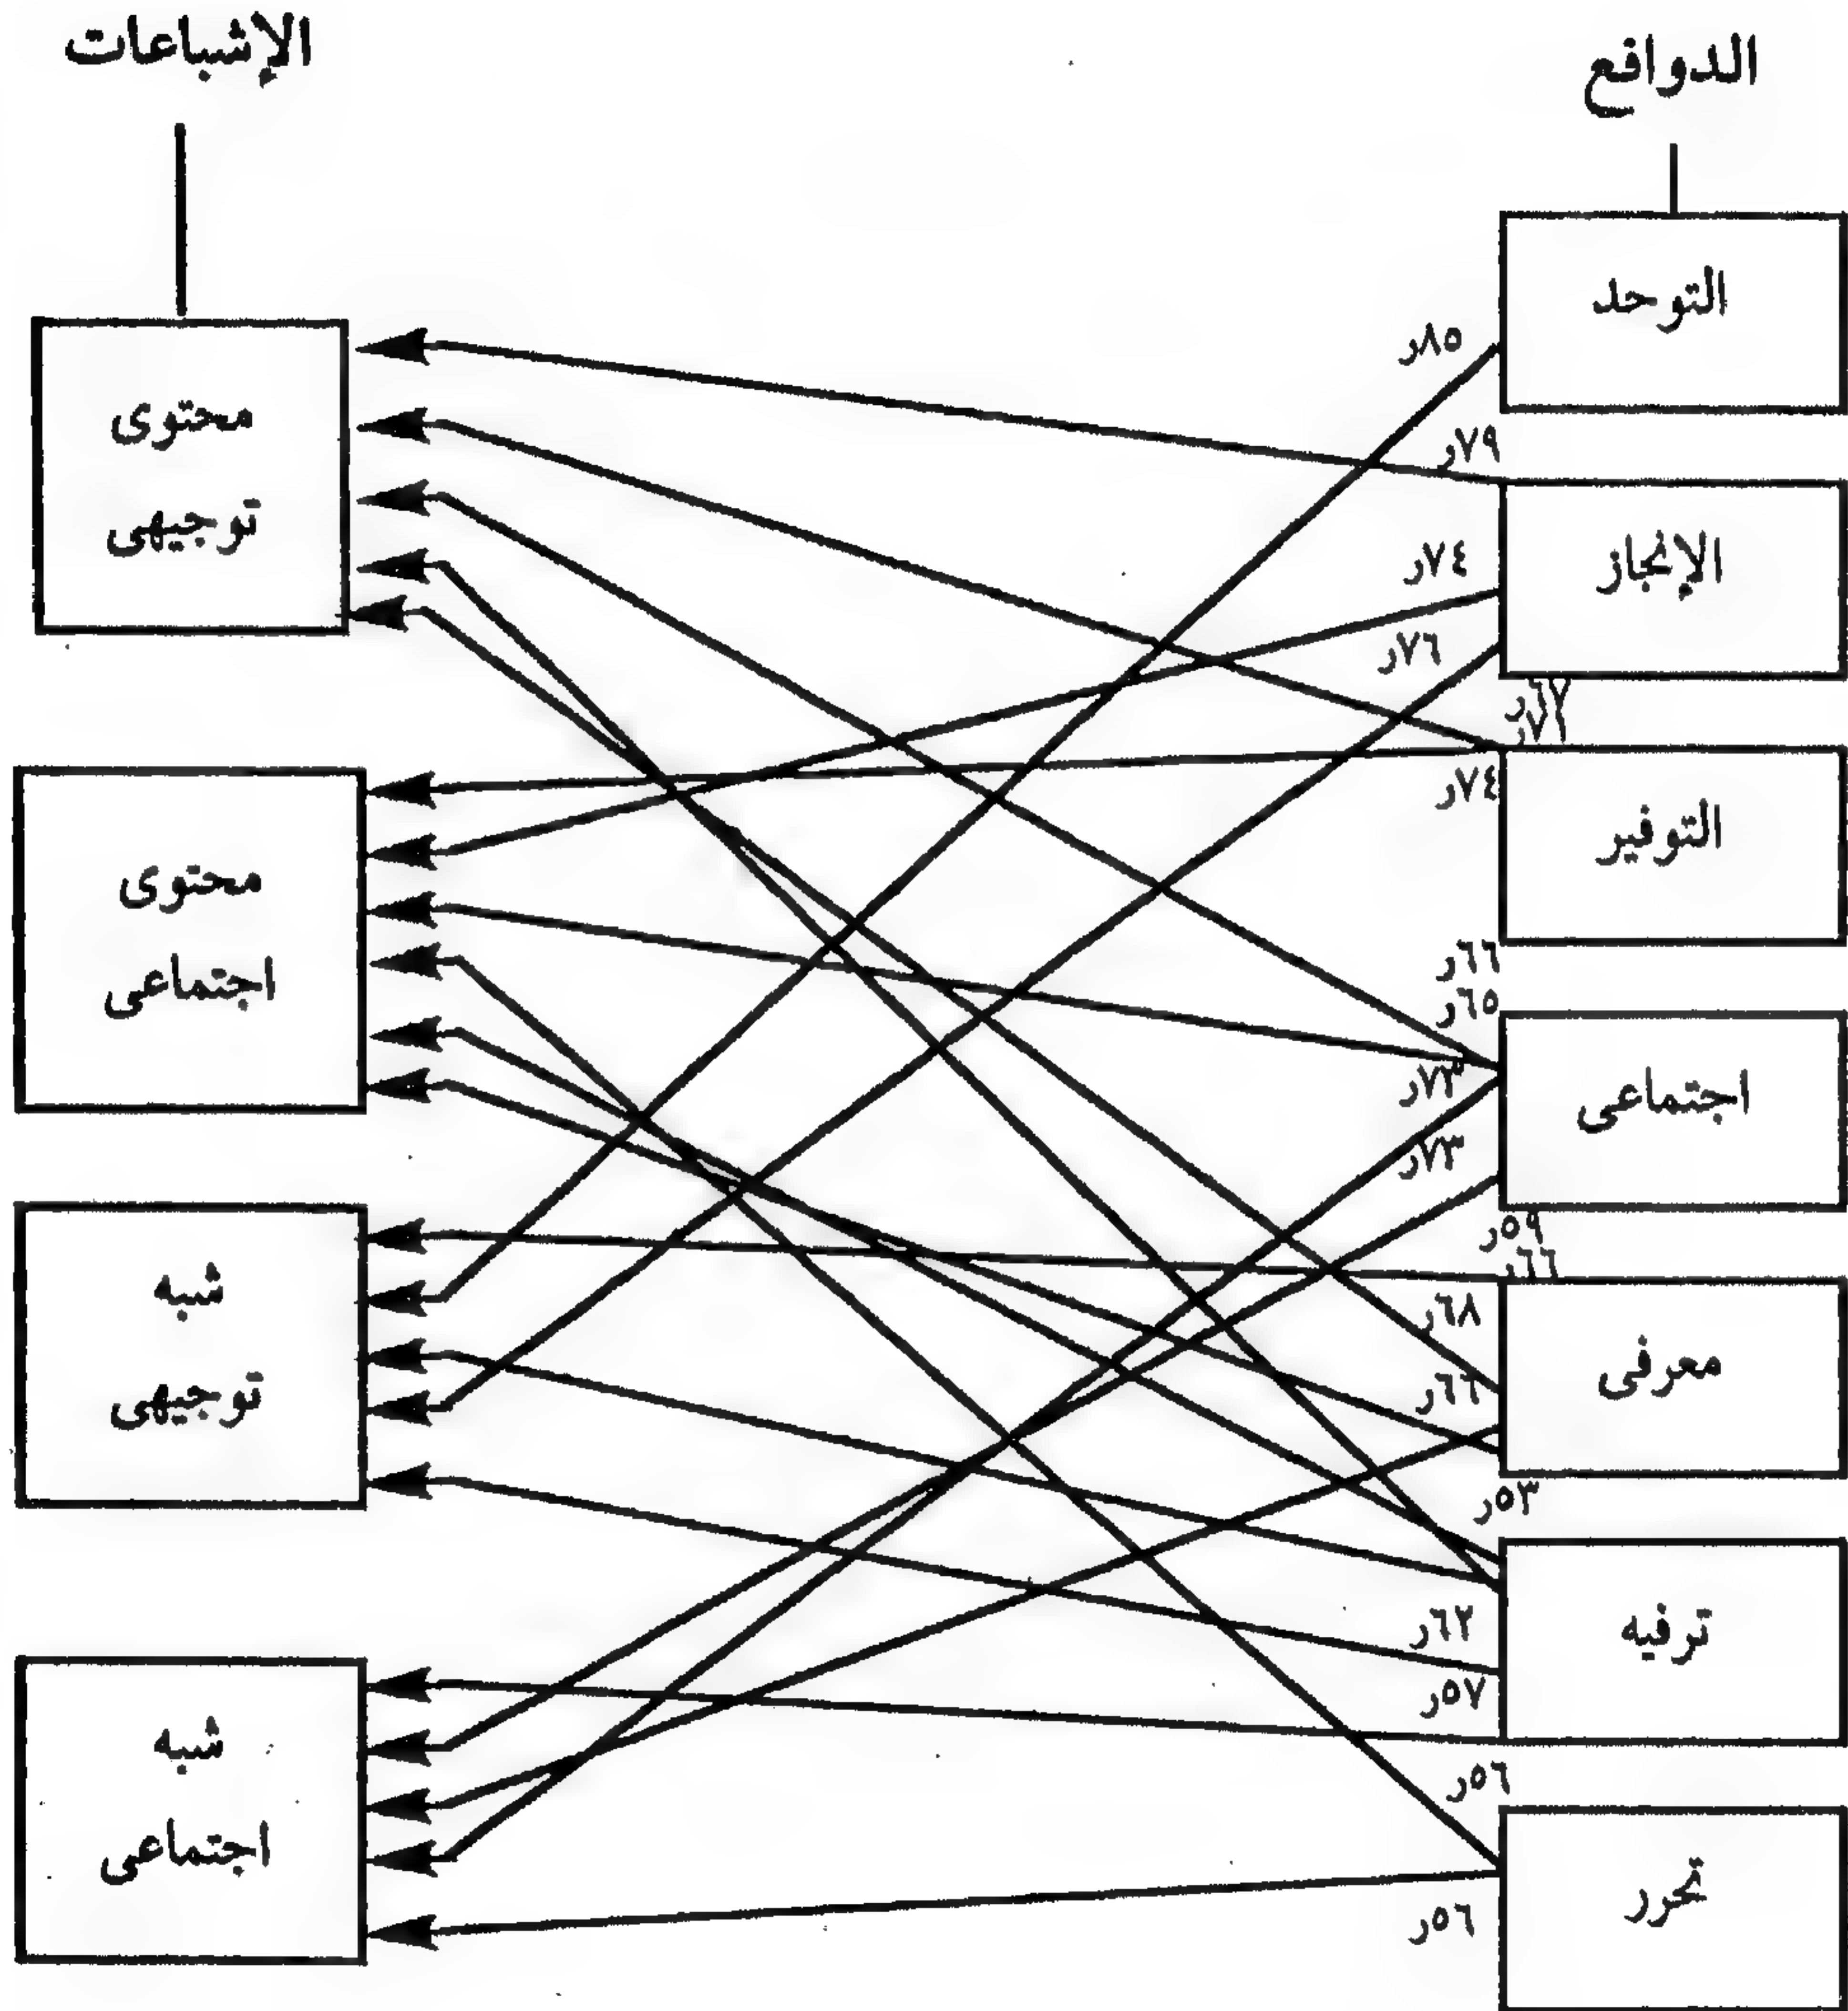 الدوافع
الإشباعات
التوحد
٨٥ر
٧٩ر
الإنجاز
٧٤ر
٧٦ر
محتوى
توجيهى
التوفير
٧٤ر
محتوى
اجتماعى
٦٦ر
٦٥ر
اجتماعى
٧٣ر
٥٩ر
٦٦ر
شبه
توجيهى
معرفى
٦٨ر
٦٦ر
٥٣ر
ترفيه
٦٢ر
٥٧ر
شبه
اجتماعى
٥٦ر
تحرر
٥٦ر